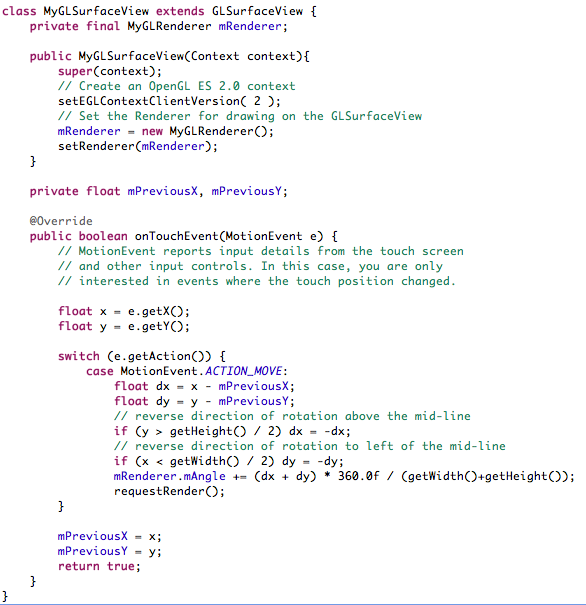 class MyGLSurfaceView extends GLSurfaceView {
    private final MyGLRenderer mRenderer;

    public MyGLSurfaceView(Context context){
        super(context);
        // Create an OpenGL ES 2.0 context
        setEGLContextClientVersion( 2 );
        // Set the Renderer for drawing on the GLSurfaceView
        mRenderer = new MyGLRenderer();
        setRenderer(mRenderer);
    }

    private float mPreviousX, mPreviousY;

    @Override
    public boolean onTouchEvent(MotionEvent e) {
        // MotionEvent reports input details from the touch screen
        // and other input controls. In this case, you are only
        // interested in events where the touch position changed.

        float x = e.getX();
        float y = e.getY();

        switch (e.getAction()) {
            case MotionEvent.ACTION_MOVE:
                float dx = x - mPreviousX;
                float dy = y - mPreviousY;
                // reverse direction of rotation above the mid-line
                if (y > getHeight() / 2) dx = -dx;
                // reverse direction of rotation to left of the mid-line
                if (x < getWidth() / 2) dy = -dy;
                mRenderer.mAngle += (dx + dy) * 360.0f / (getWidth()+getHeight());
                requestRender();
        }

        mPreviousX = x;
        mPreviousY = y;
        return true;
    }
}